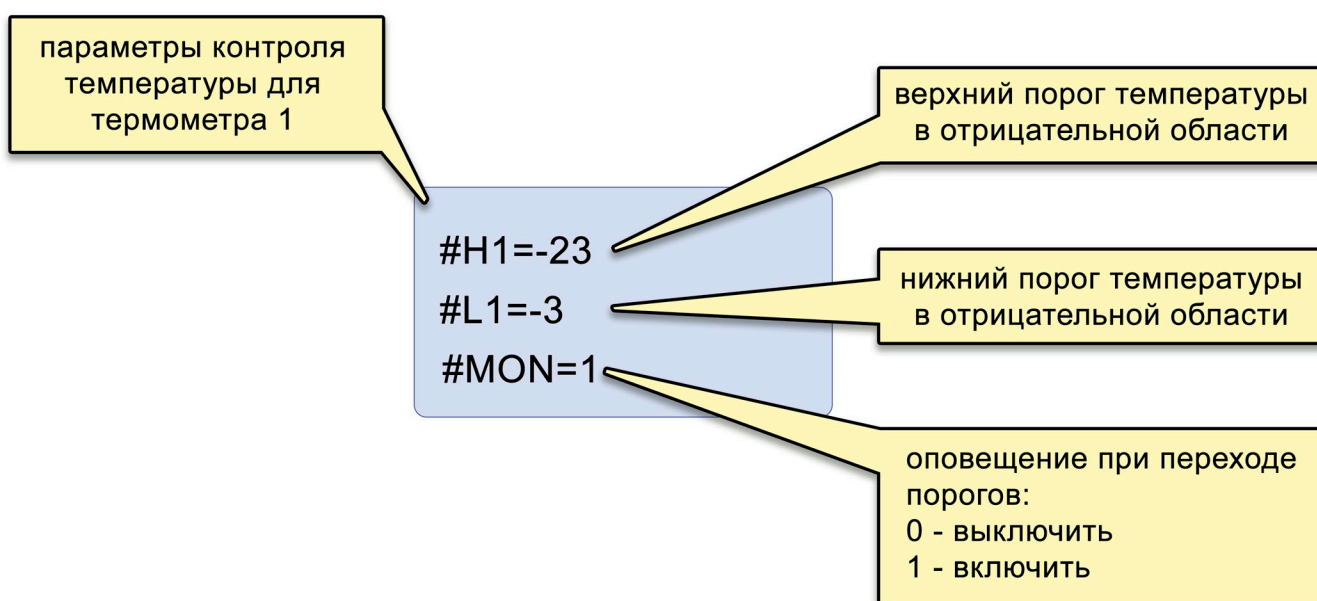 параметры контроля
температуры для
термометра 1
верхний порог температуры
в отрицательной области
#H1=-23
#L1=-3
#MON=1
нижний порог температуры
в отрицательной области
оповещение при переходе
порогов:
0 - выключить
1 - включить